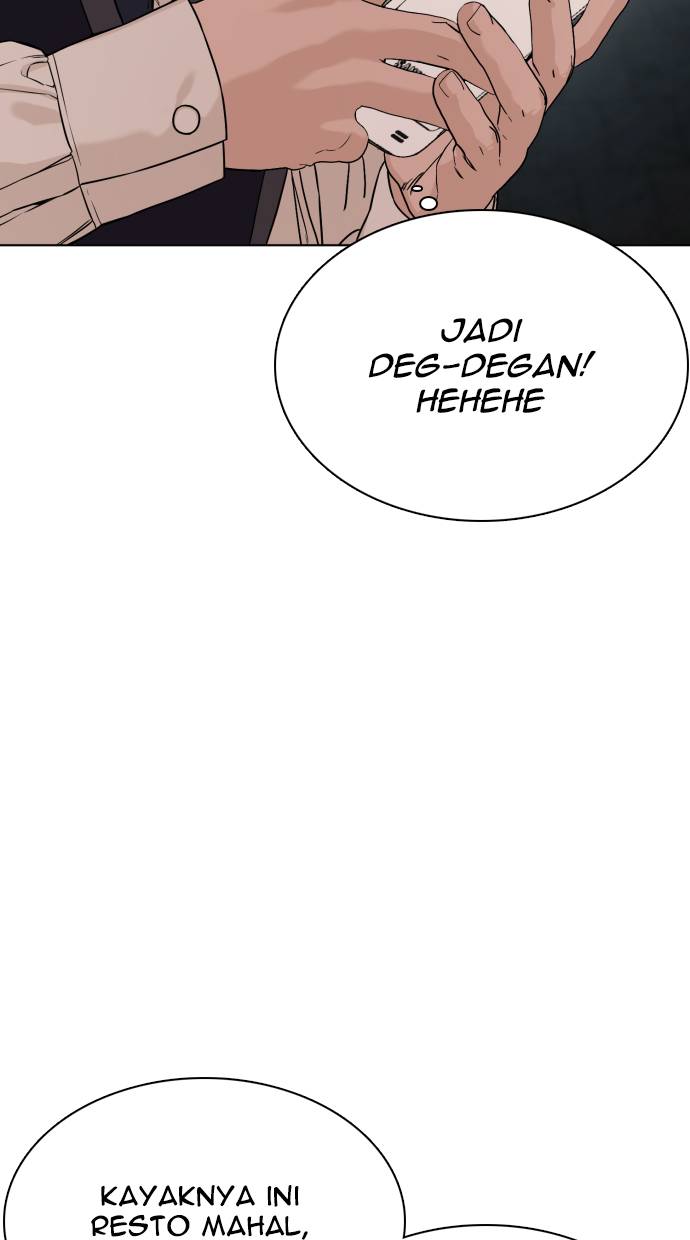 JADI
DEG-DEGAN!
HEHEHE
KAYAKNYA INI
RESTO MAHAL,